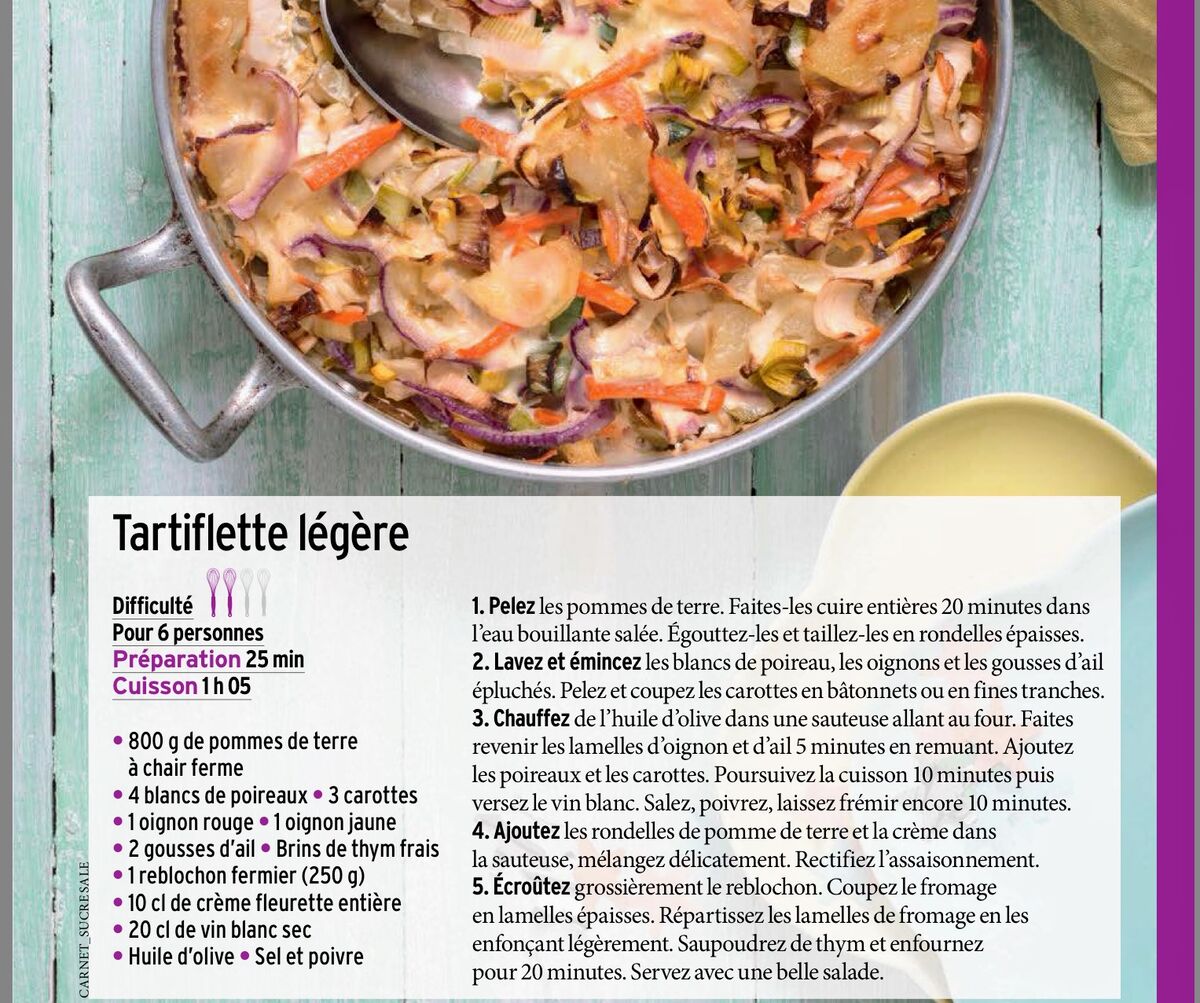 Tartiflette légère
Difficulté
Pour 6 personnes
Préparation 25 min
Cuisson 1 h 05
• 800 g de pommes de terre
à chair ferme
• 4 blancs de poireaux • 3 carottes
• 1 oignon rouge • 1 oignon jaune
• 2 gousses d'ail • Brins de thym frais
• 1 reblochon fermier (250 g)
• 10 cl de crème fleurette entière
• 20 cl de vin blanc sec
• Huile d'olive • Sel et poivre
1. Pelez les pommes de terre. Faites-les cuire entières 20 minutes dans
l'eau bouillante salée. Égouttez-les et taillez-les en rondelles épaisses.
2. Lavez et émincez les blancs de poireau, les oignons et les gousses d'ail
épluchés. Pelez et coupez les carottes en bâtonnets ou en fines tranches.
3. Chauffez de l'huile d'olive dans une sauteuse allant au four. Faites
revenir les lamelles d'oignon et d'ail 5 minutes en remuant. Ajoutez
les poireaux et les carottes. Poursuivez la cuisson 10 minutes puis
versez le vin blanc. Salez, poivrez, laissez frémir encore 10 minutes.
4. Ajoutez les rondelles de pomme de terre et la crème dans
la sauteuse, mélangez délicatement. Rectifiez l'assaisonnement.
5. Écroûtez grossièrement le reblochon. Coupez le fromage
en lamelles épaisses. Répartissez les lamelles de fromage en les
enfonçant légèrement. Saupoudrez de thym et enfournez
pour 20 minutes. Servez avec une belle salade.
CARNET_SUCRESALE